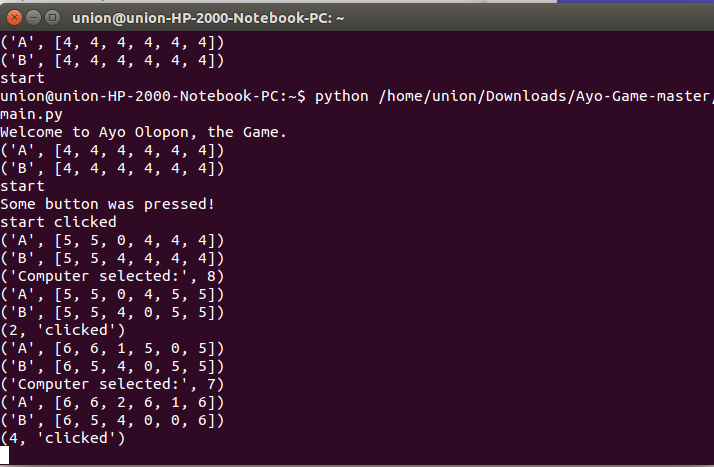 union@union-HP-2000-Notebook-PC: ~
('A', [4, 4, 4, 4, 4, 4])
('B', [4, 4, 4, 4, 4, 4])
start
union@union-HP-2000-Notebook-PC:~$ python /home/union/Downloads/Ayo-Game-master/
main.py
Welcome to Ayo Olopon, the Game.
('A', [4, 4, 4, 4, 4, 4])
('B', [4, 4, 4, 4, 4, 4])
start
Some button was pressed!
start clicked
('A', [5, 5, 0, 4, 4, 4])
('B', [5, 5, 4, 4, 4, 4])
('Computer selected:', 8)
('A', [5, 5, 0, 4, 5, 5])
('B', [5, 5, 4, 0, 5, 5])
(2, 'clicked')
('A', [6, 6, 1, 5, 0, 5])
('B', [6, 5, 4, 0, 5, 5])
('Computer selected:', 7)
('A', [6, 6, 2, 6, 1, 6])
('B', [6, 5, 4, 0, 0, 6])
(4, 'clicked')